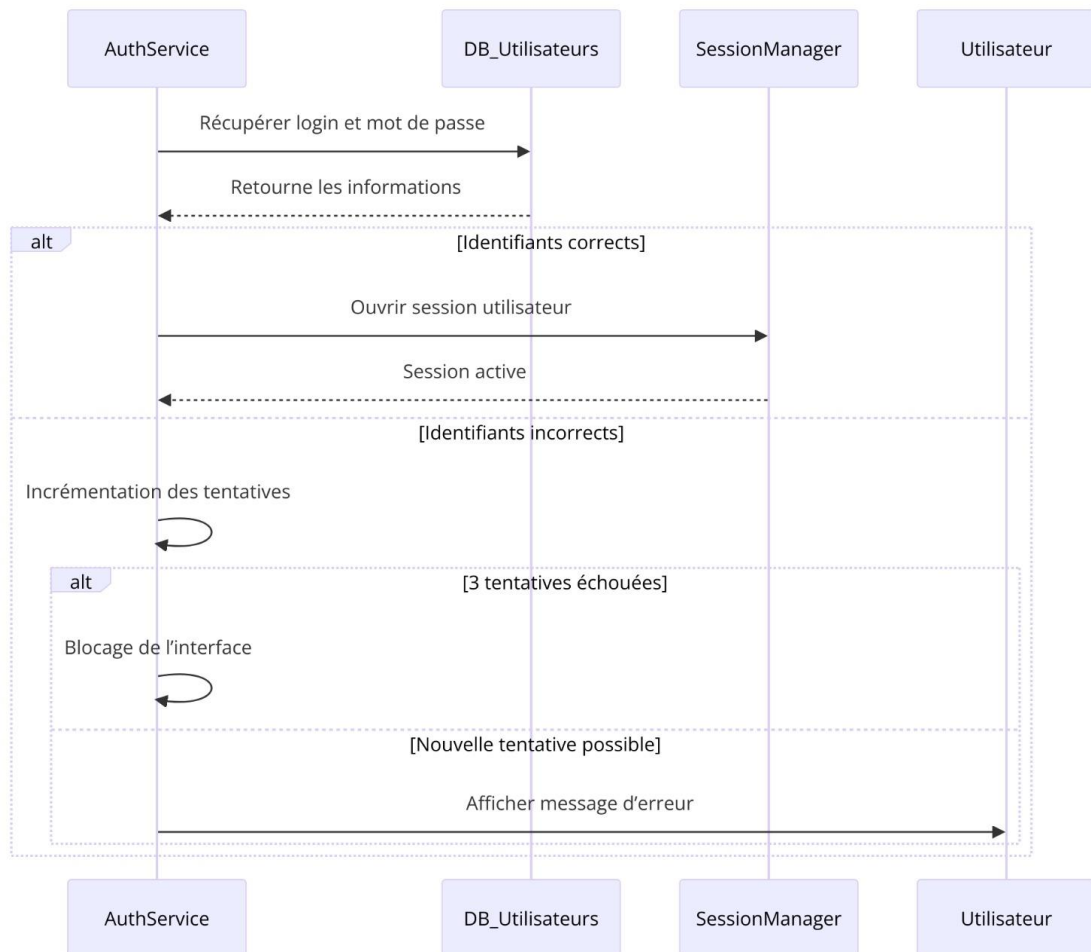 AuthService
DB_Utilisateurs
SessionManager
Utilisateur
Récupérer login et mot de passe
Retourne les informations
alt
[Identifiants corrects]
Ouvrir session utilisateur
Session active
[Identifiants incorrects]
Incrémentation des tentatives
alt
[3 tentatives échouées]
Blocage de l’interface
[Nouvelle tentative possible]
Afficher message d’erreur
AuthService
DB_Utilisateurs
SessionManager
Utilisateur